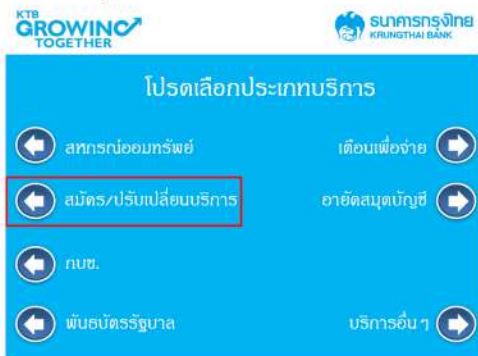 KTB
GROWING
TOGETHER
ธนาคารกรุงไทย
KRUNGTHAI BANK
โปรดเลือกประเภทบริการ
สหกรณ์ออมทรัพย์
เตือนเพื่อจ่าย
สมัคร/ปรับเปลี่ยนบริการ
อายัดสมุดบัญชี
กบข.
พันธบัตรรัฐบาล
บริการอื่น ๆ